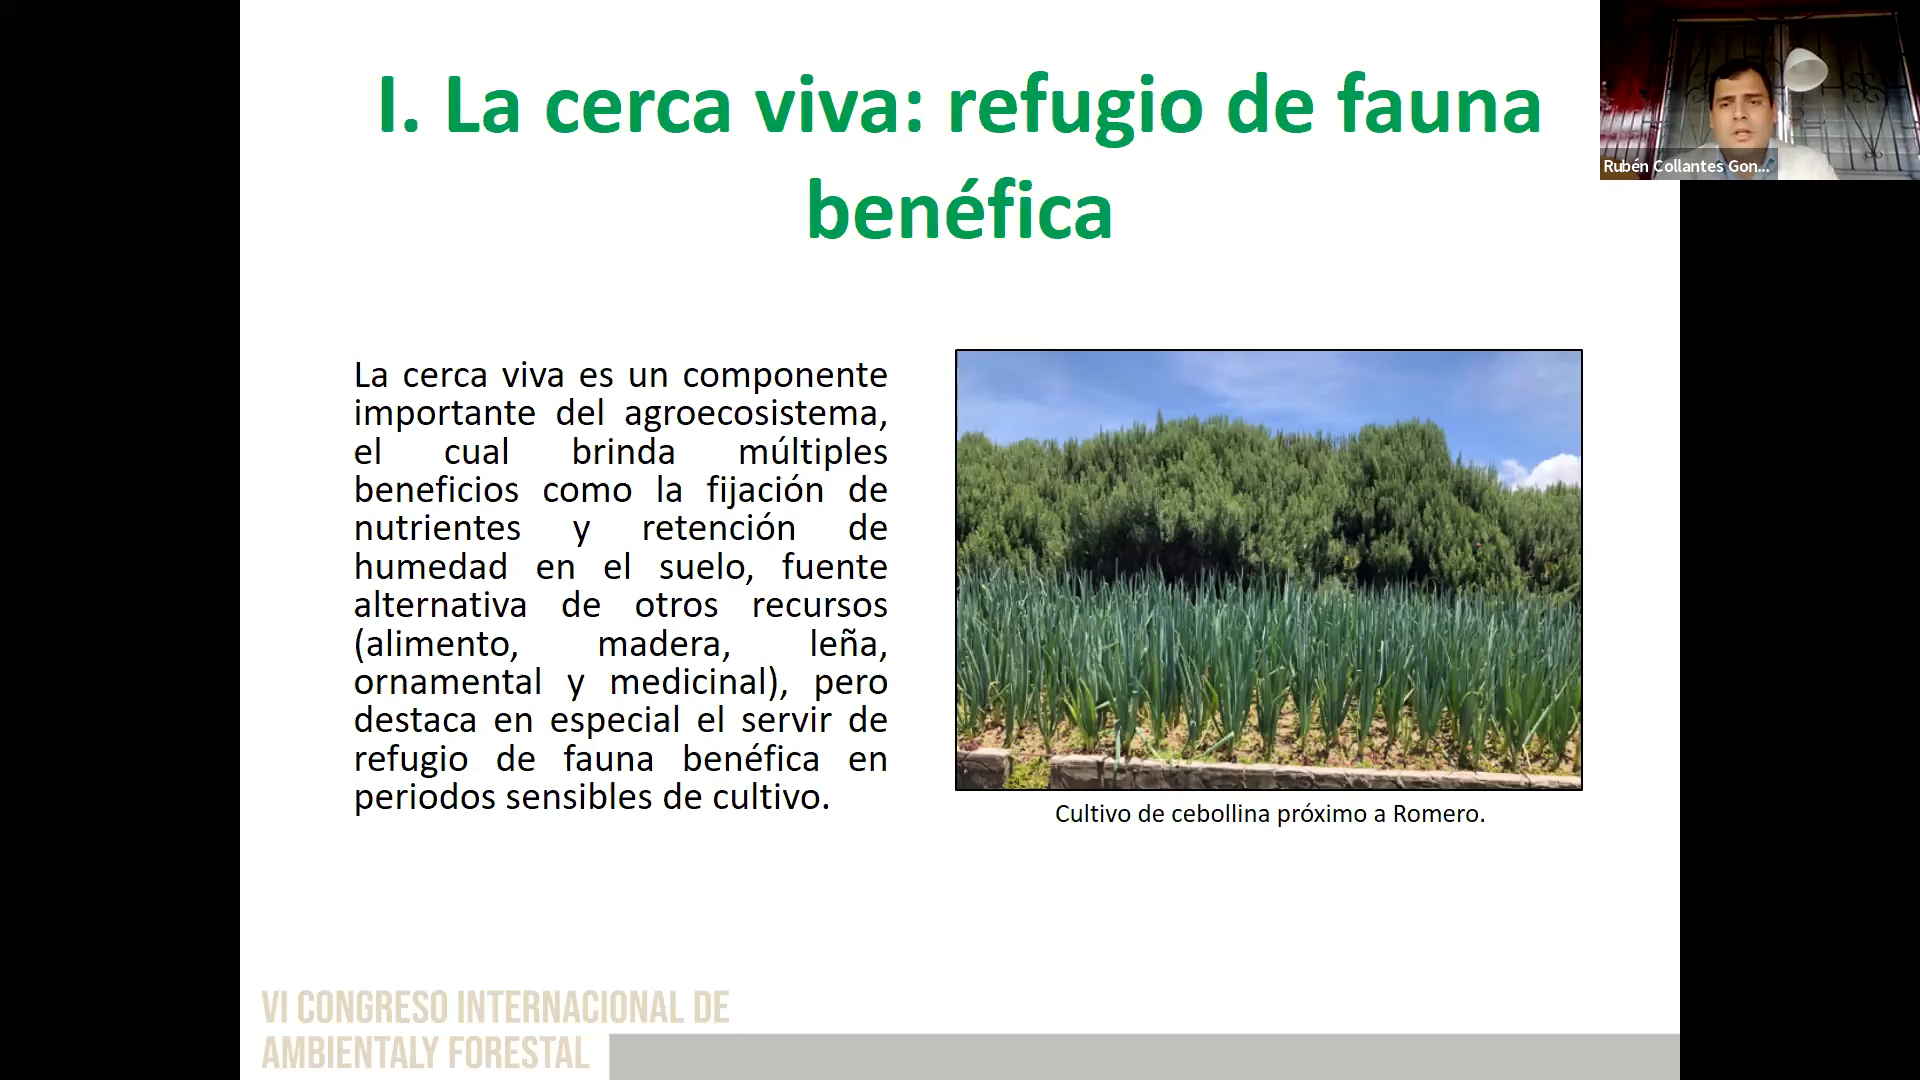 I. La cerca viva: refugio de fauna
benéfica
Rubén Collantes Gon...
La cerca viva es un componente
importante del agroecosistema,
el cual brinda múltiples
beneficios como la fijación de
nutrientes y retención de
humedad en el suelo, fuente
alternativa de otros recursos
(alimento, madera, leña,
ornamental y medicinal), pero
destaca en especial el servir de
refugio de fauna benéfica en
periodos sensibles de cultivo.
Cultivo de cebollina próximo a Romero.
VI CONGRESO INTERNACIONAL DE
AMBIENTALY FORESTAL